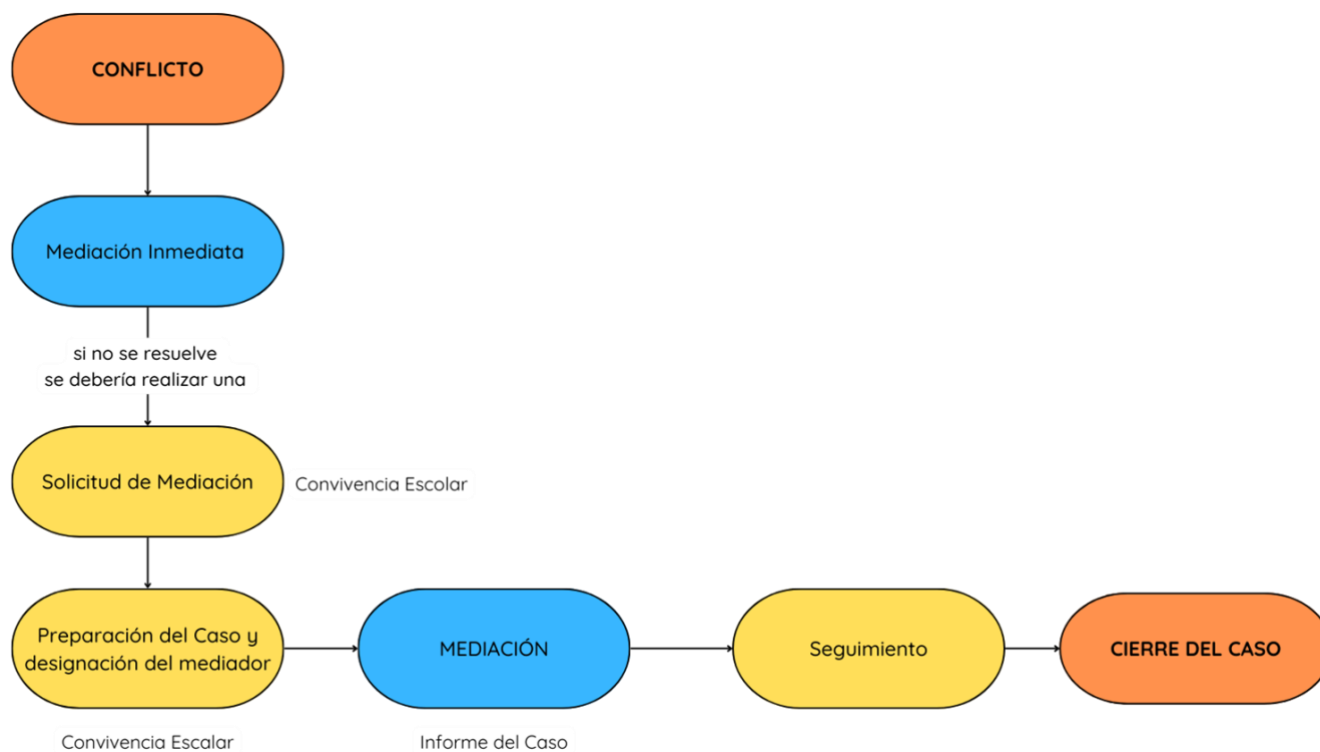 CONFLICTO
Mediación Inmediata
si no se resuelve
se debería realizar una
Solicitud de Mediación
Convivencia Escolar
Preparación del Caso y
designación del mediador
MEDIACIÓN
Seguimiento
CIERRE DEL CASO
Convivencia Escalar
Informe del Caso